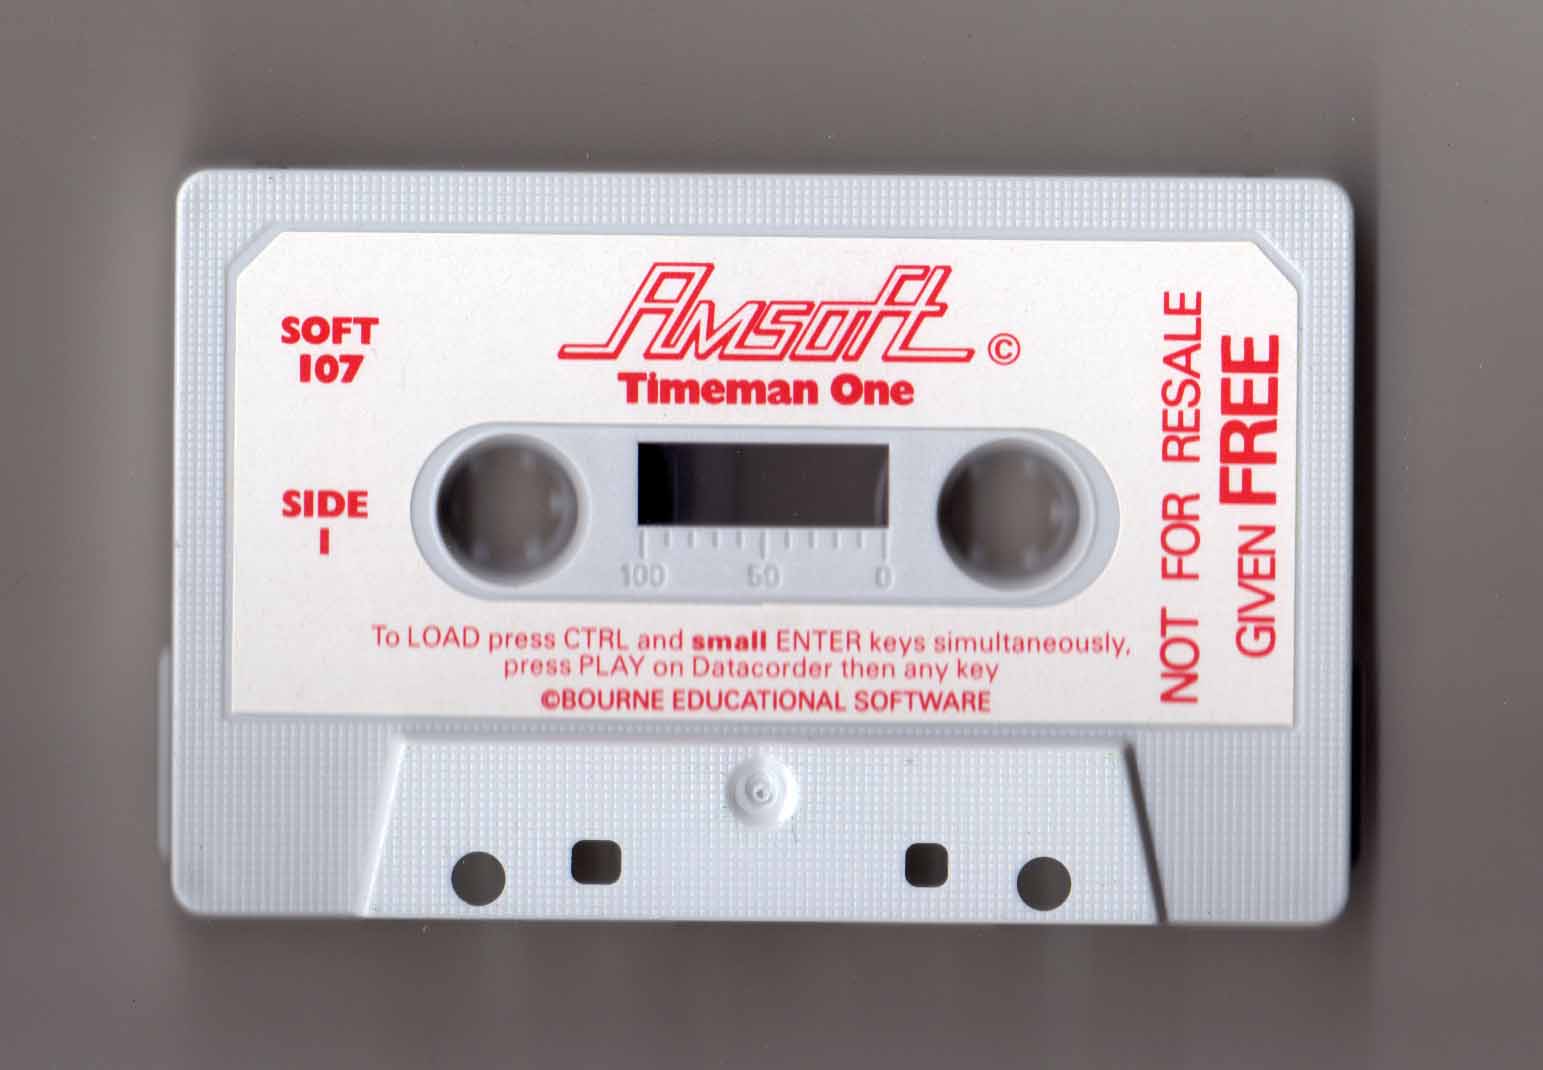 SOFT
107
Amsoft ©
Timeman One
SIDE
1
100 50 0
To LOAD press CTRL and small ENTER keys simultaneously,
press PLAY on Datacorder then any key
©BOURNE EDUCATIONAL SOFTWARE
NOT FOR RESALE
GIVEN FREE